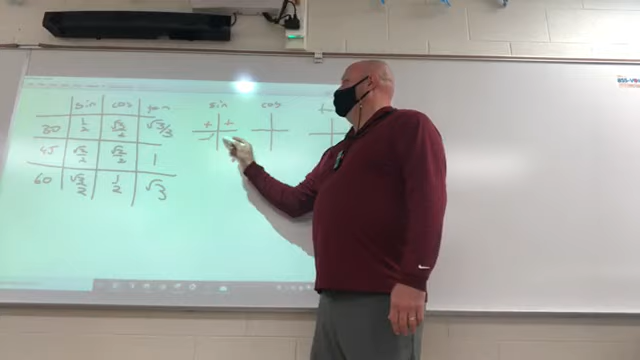 sin cos tan
30 1/2 √3/2 √3/3
45 √2/2 √2/2 1
60 √3/2 1/2 √3
sin cos
+ +